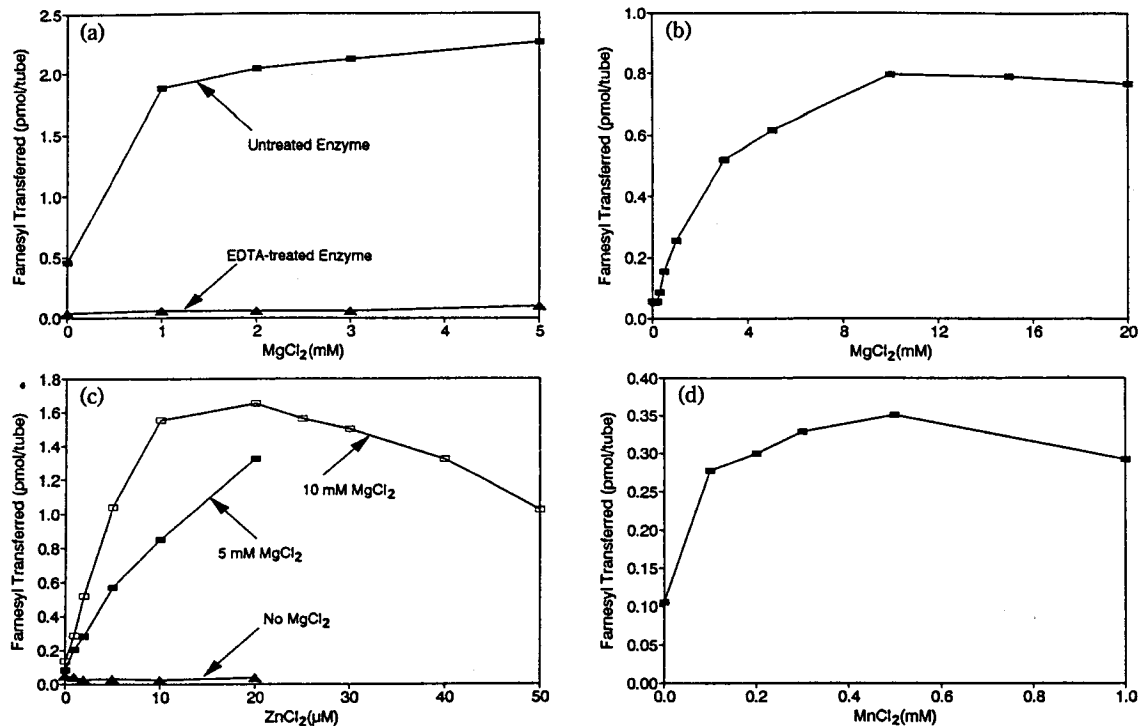 (a)
Farnesyl Transferred (pmol/tube)
2.5
2.0
1.5
2.5
1.0
0.5
0.0
Untreated Enzyme
EDTA-treated Enzyme
0 1 2 3 4 5
MgCl2(mM)
(b)
Farnesyl Transferred (pmol/tube)
1.0
0.8
0.6
0.4
0.2
0.0
0 4 8 12 16 20
MgCl2(mM)
(c)
Farnesyl Transferred (pmol/tube)
1.8
1.6
1.4
1.2
1.0
0.8
0.6
0.4
0.2
0.0
10 mM MgCl2
5 mM MgCl2
No MgCl2
0 10 20 30 40 50
ZnCl2(μM)
(d)
Farnesyl Transferred (pmol/tube)
0.40
0.35
0.30
0.25
0.20
0.15
0.10
0.05
0.00
0.0 0.2 0.4 0.6 0.8 1.0
MnCl2(mM)